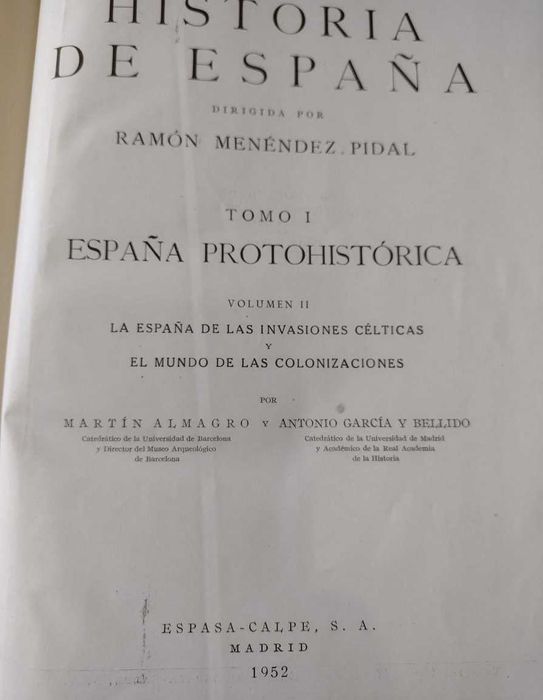 HISTORIA
DE ESPAÑA
DIRIGIDA POR
RAMÓN MENÉNDEZ PIDAL
TOMO I
ESPAÑA PROTOHISTÓRICA
VOLUMEN II
LA ESPAÑA DE LAS INVASIONES CÉLTICAS
Y
EL MUNDO DE LAS COLONIZACIONES
POR
MARTÍN ALMAGRO Y ANTONIO GARCÍA Y BELLIDO
Catedrático de la Universidad de Barcelona
y Director del Museo Arqueológico
de Barcelona
Catedrático de la Universidad de Madrid
y Académico de la Real Academia
de la Historia
ESPASA-CALPE, S. A.
MADRID
1952